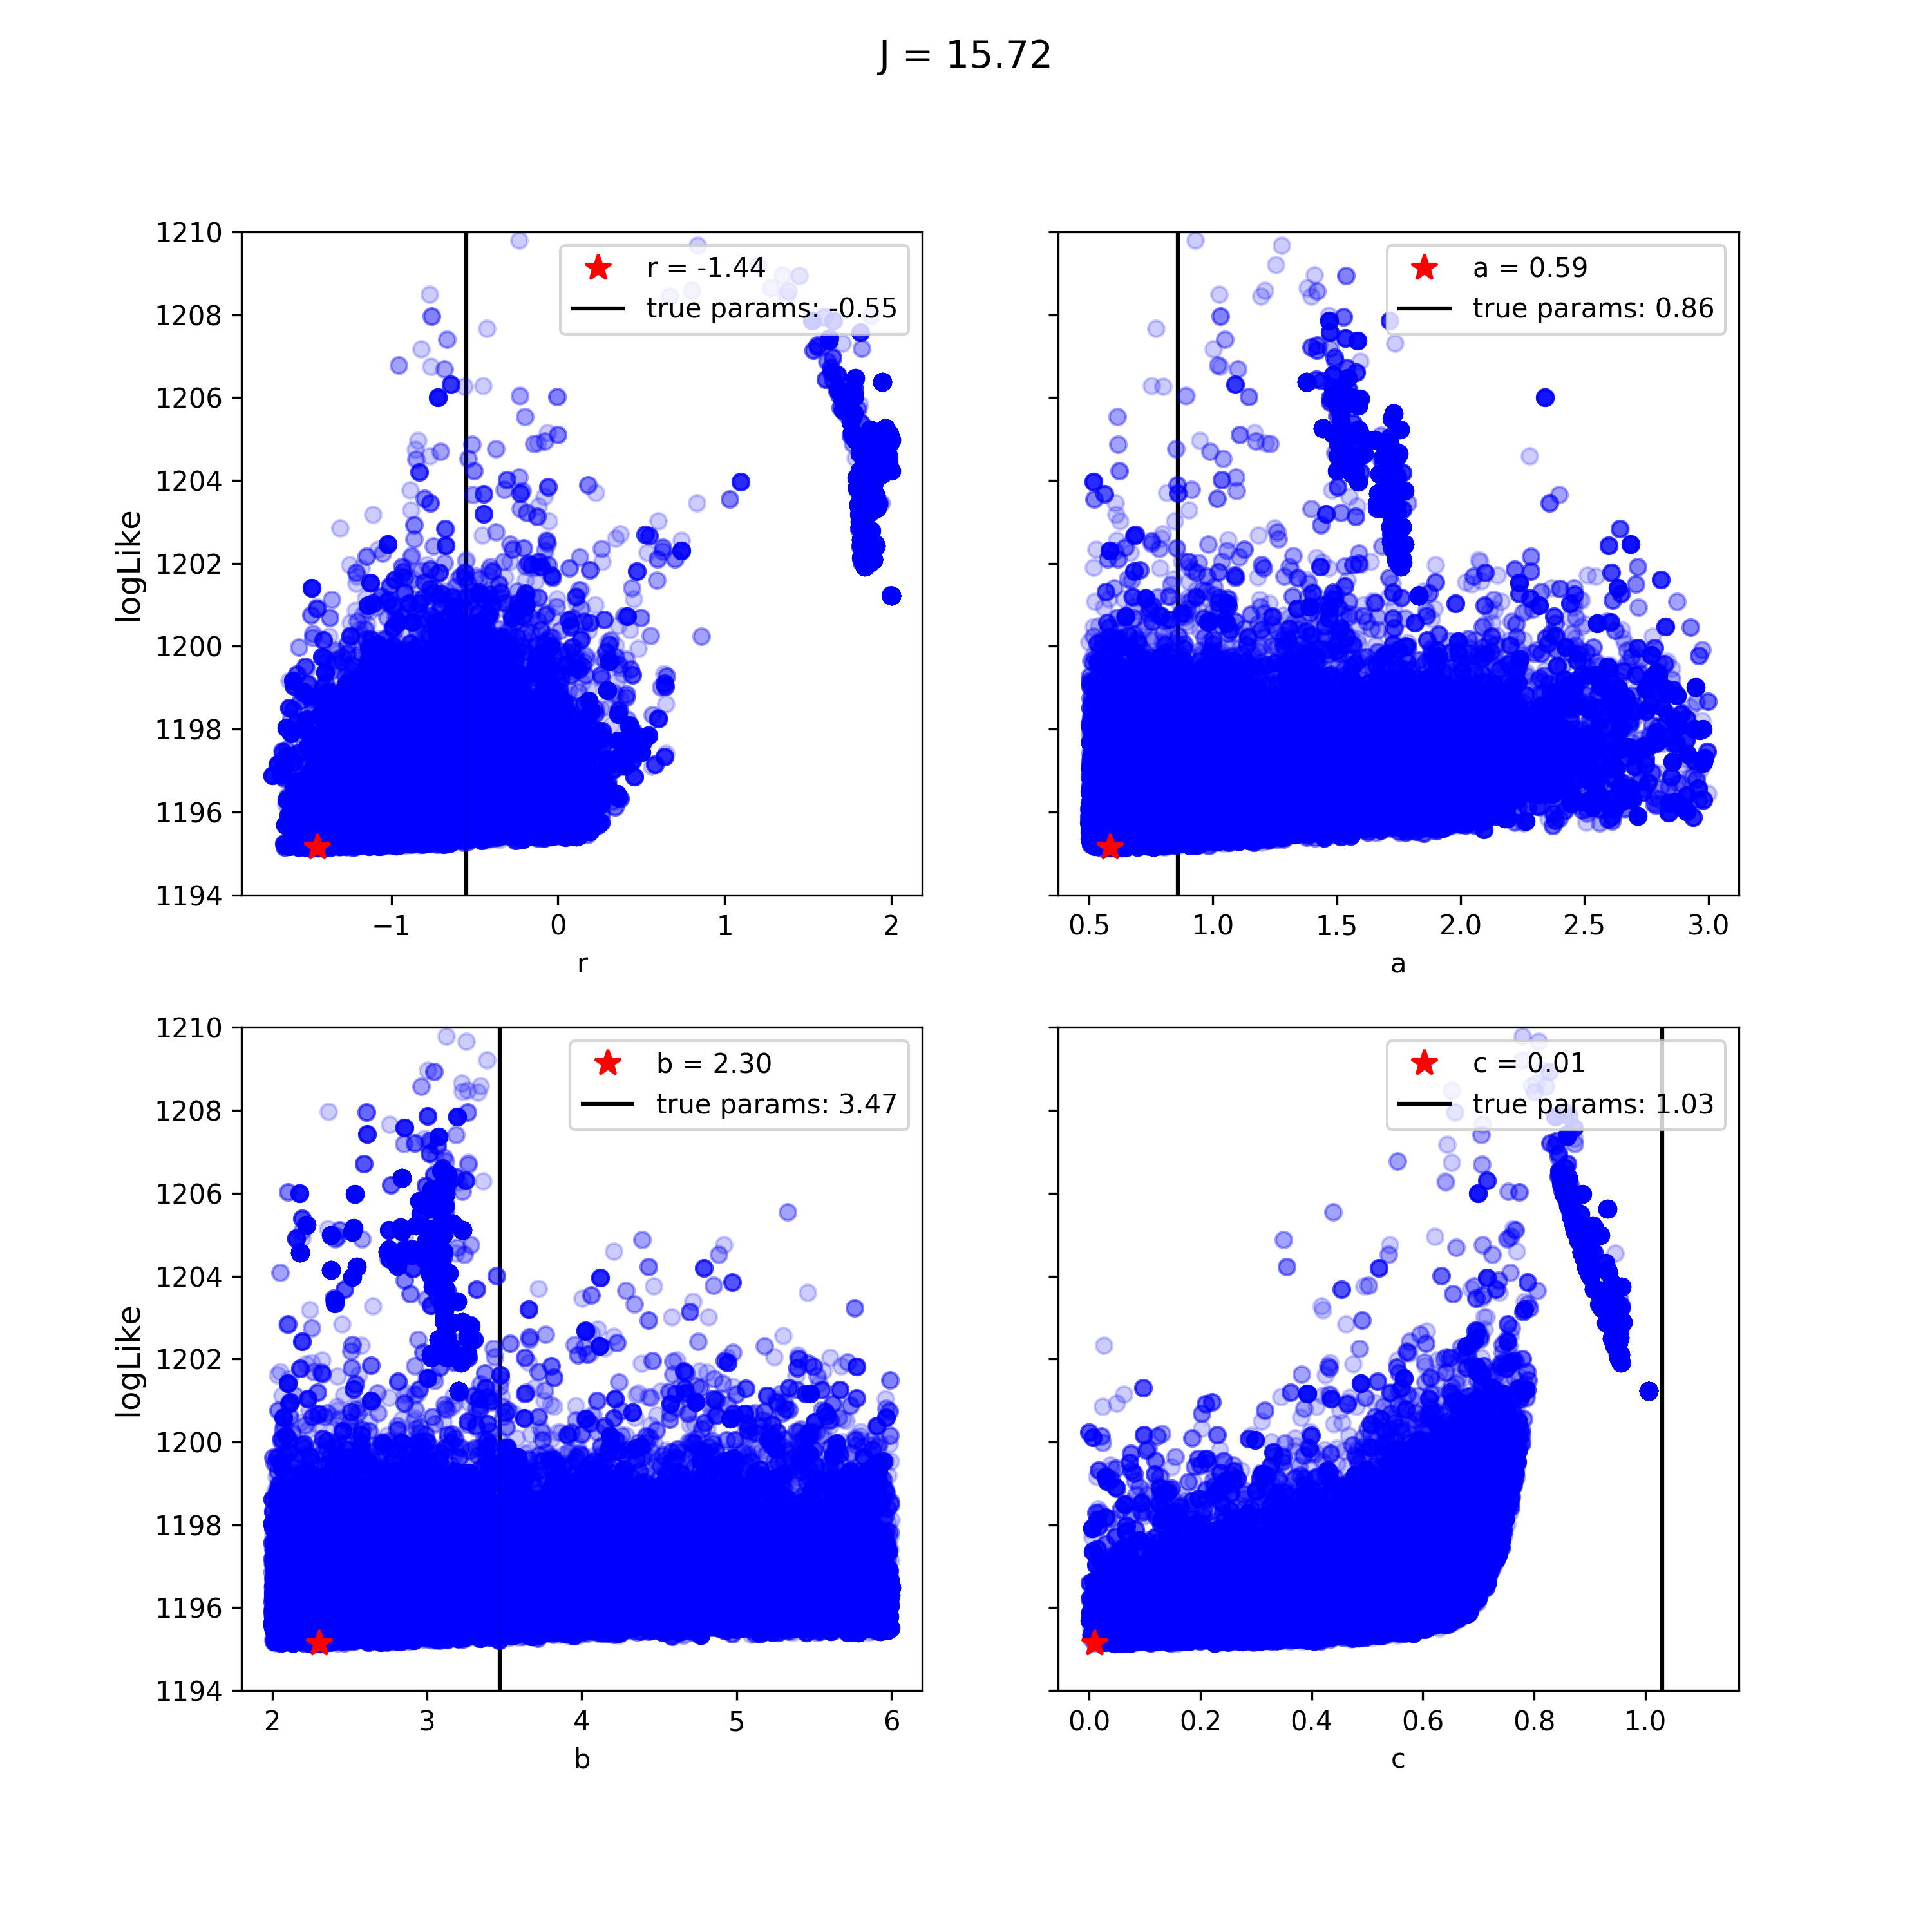 J = 15.72
1210
1208
1206
1204
1202
1200
1198
1196
1194
logLike
−1
0
1
2
r
r = -1.44
true params: -0.55
0.5
1.0
1.5
2.0
2.5
3.0
a
a = 0.59
true params: 0.86
1210
1208
1206
1204
1202
1200
1198
1196
1194
logLike
2
3
4
5
6
b
b = 2.30
true params: 3.47
0.0
0.2
0.4
0.6
0.8
1.0
c
c = 0.01
true params: 1.03